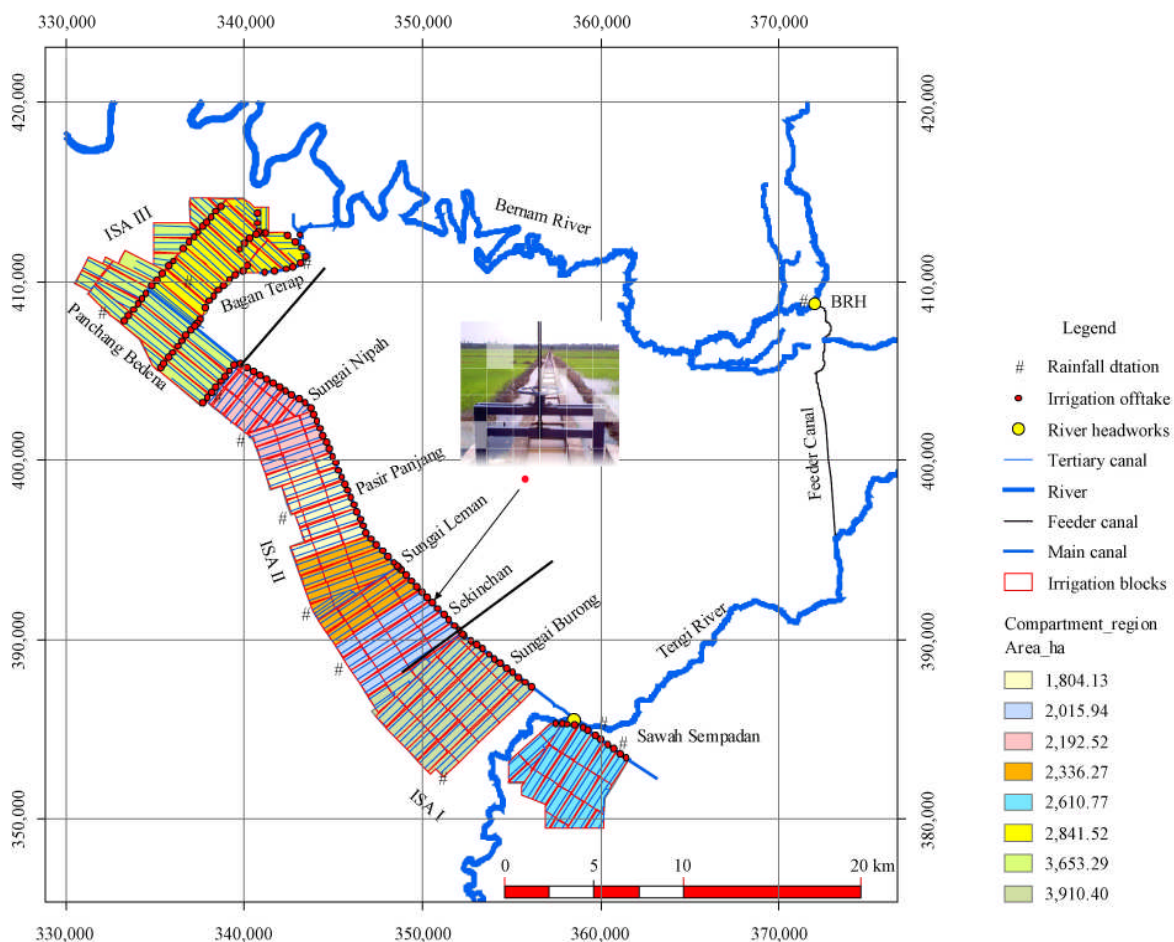 330,000
340,000
350,000
360,000
370,000
420,000
420,000
410,000
410,000
400,000
400,000
390,000
390,000
350,000
380,000
ISA III
Bernam River
Bagan Terap
#
BRH
Panchang Bedena
Sungai Nipah
Pasir Panjang
Feeder Canal
Sungai Leman
ISA II
Sekinchan
Sungai Burong
Tengi River
Sawah Sempadan
ISA I
0
5
10
20 km
330,000
340,000
350,000
360,000
370,000
Legend
# Rainfall dtation
Irrigation offtake
River headworks
Tertiary canal
River
Feeder canal
Main canal
Irrigation blocks
Compartment_region
Area_ha
1,804.13
2,015.94
2,192.52
2,336.27
2,610.77
2,841.52
3,653.29
3,910.40